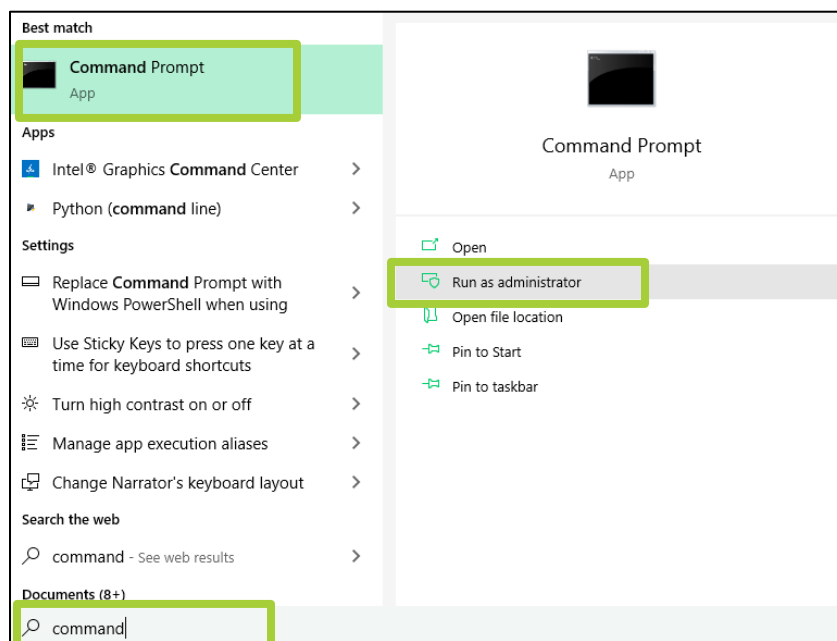 Best match
Command Prompt
App
Apps
Intel® Graphics Command Center
Python (command line)
Settings
Replace Command Prompt with
Windows PowerShell when using
Use Sticky Keys to press one key at a
time for keyboard shortcuts
Turn high contrast on or off
Manage app execution aliases
Change Narrator's keyboard layout
Search the web
command - See web results
Documents (8+)
command
Command Prompt
App
Open
Run as administrator
Open file location
Pin to Start
Pin to taskbar